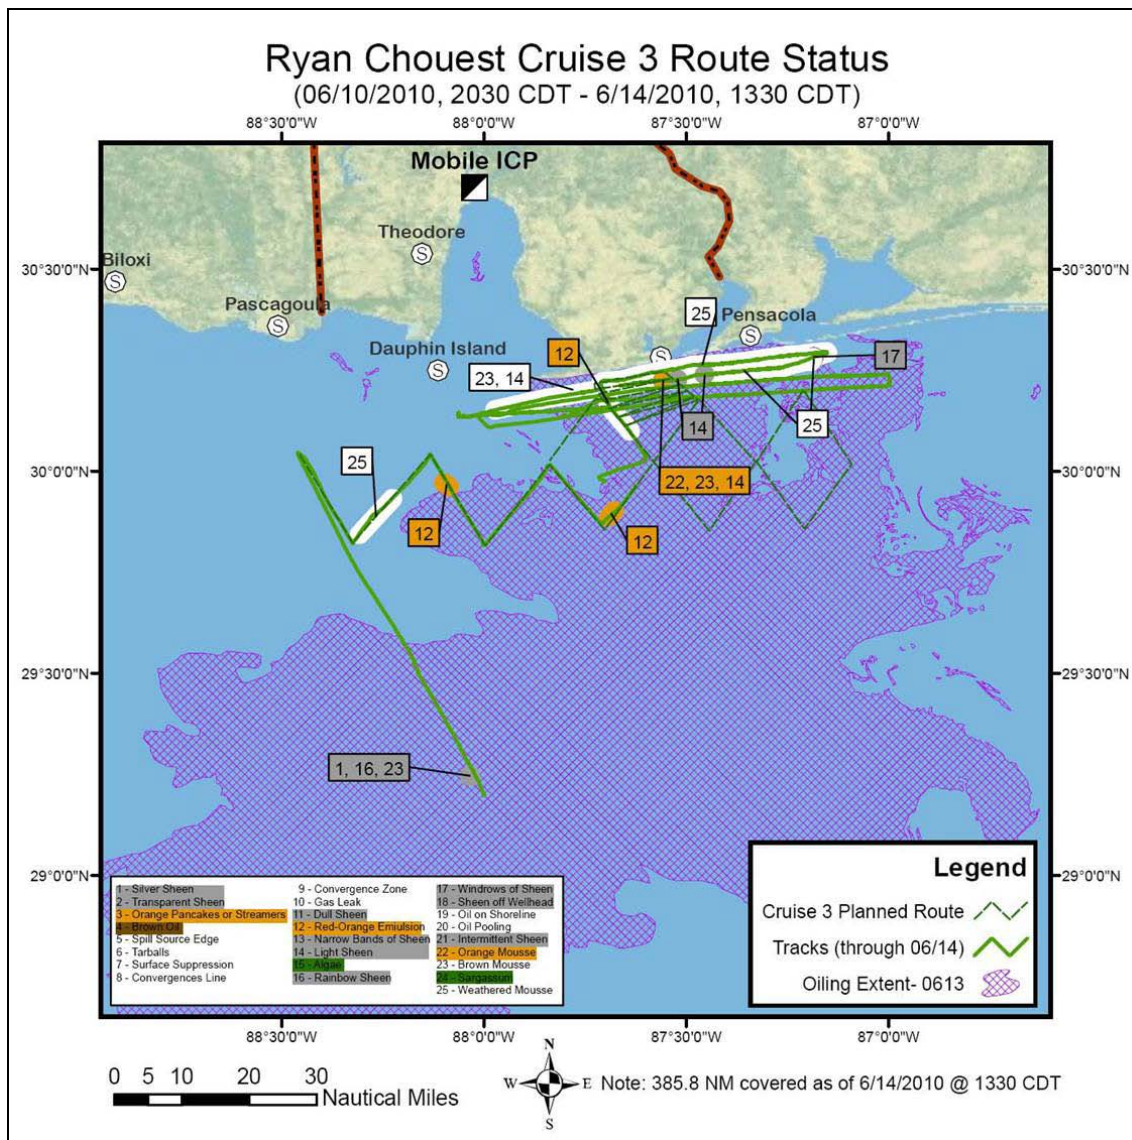 Ryan Chouest Cruise 3 Route Status
(06/10/2010, 2030 CDT - 6/14/2010, 1330 CDT)
88°30'0"W 88°0'0"W 87°30'0"W 87°0'0"W
Mobile ICP
Theodore
S
30°30'0"N 30°30'0"N
Biloxi
S
Pascagoula
S
25
Pensacola
S
Dauphin Island
S
12
S
17
23, 14
14
25
30°0'0"N 30°0'0"N
25
22, 23, 14
12
12
29°30'0"N 29°30'0"N
1, 16, 23
29°0'0"N 29°0'0"N
1 - Silver Sheen
2 - Transparent Sheen
3 - Orange Pancakes or Streamers
4 - Brown Oil
5 - Spill Source Edge
6 - Tarballs
7 - Surface Suppression
8 - Convergences Line
9 - Convergence Zone
10 - Gas Leak
11 - Dull Sheen
12 - Red-Orange Emiulsion
13 - Narrow Bands of Sheen
14 - Light Sheen
15 - Algae
16 - Rainbow Sheen
17 - Windrows of Sheen
18 - Sheen off Wellhead
19 - Oil on Shoreline
20 - Oil Pooling
21 - Intermittent Sheen
22 - Orange Mousse
23 - Brown Mousse
24 - Sargassum
25 - Weathered Mousse
Legend
Cruise 3 Planned Route
Tracks (through 06/14)
Oiling Extent- 0613
88°30'0"W 88°0'0"W 87°30'0"W 87°0'0"W
0 5 10 20 30
Nautical Miles
N
W E
S
Note: 385.8 NM covered as of 6/14/2010 @ 1330 CDT